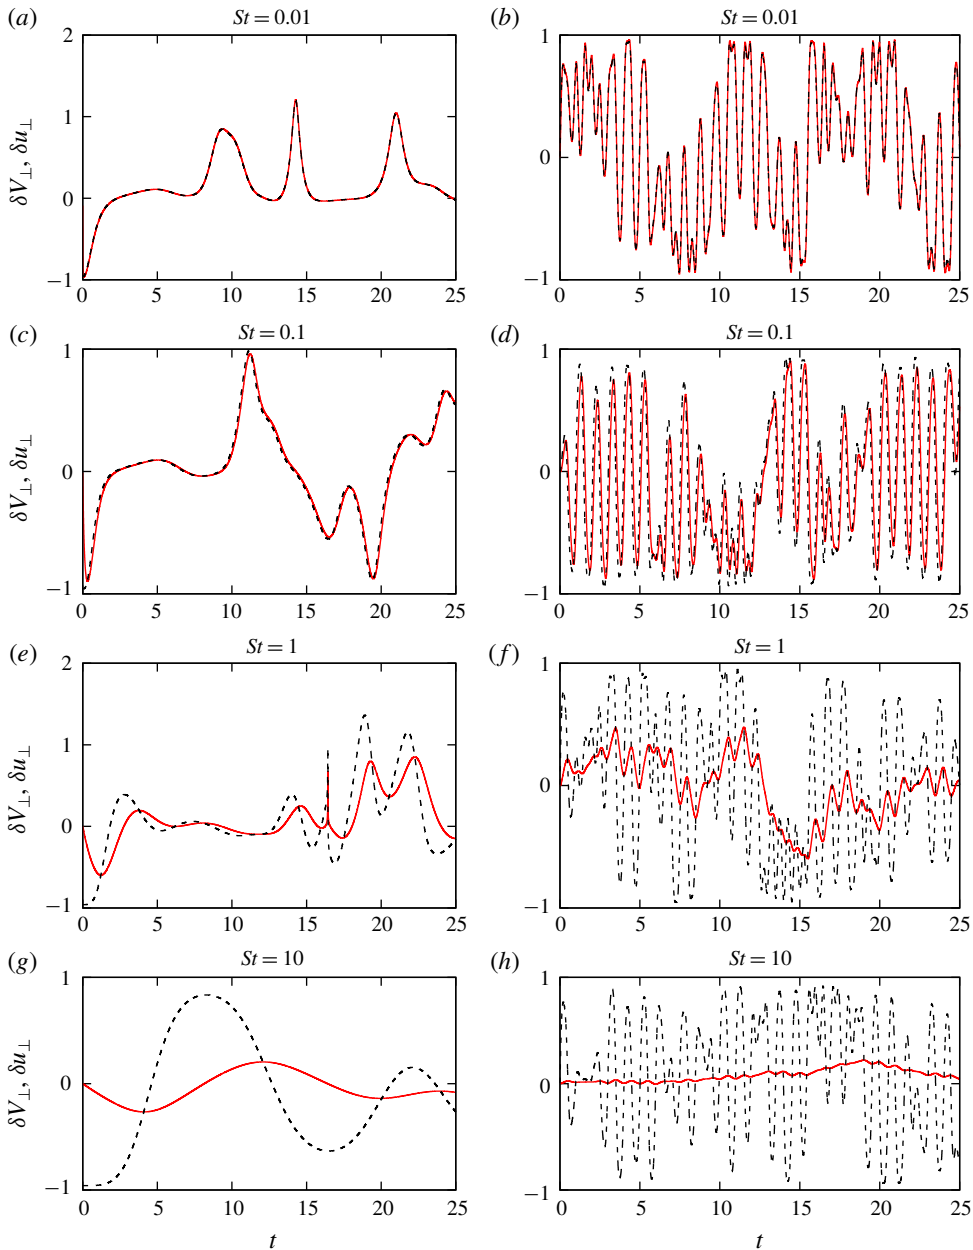 (a) St = 0.01 (b) St = 0.01
2 1
δV⊥, δu⊥ 1
0 0
−1 −1
0 5 10 15 20 25 0 5 10 15 20 25
(c) St = 0.1 (d) St = 0.1
1 1
δV⊥, δu⊥ 0 0
−1 −1
0 5 10 15 20 25 0 5 10 15 20 25
(e) St = 1 (f) St = 1
2 1
δV⊥, δu⊥ 1
0 0
−1 −1
0 5 10 15 20 25 0 5 10 15 20 25
(g) St = 10 (h) St = 10
1 1
δV⊥, δu⊥ 0 0
−1 −1
0 5 10 15 20 25 0 5 10 15 20 25
t t